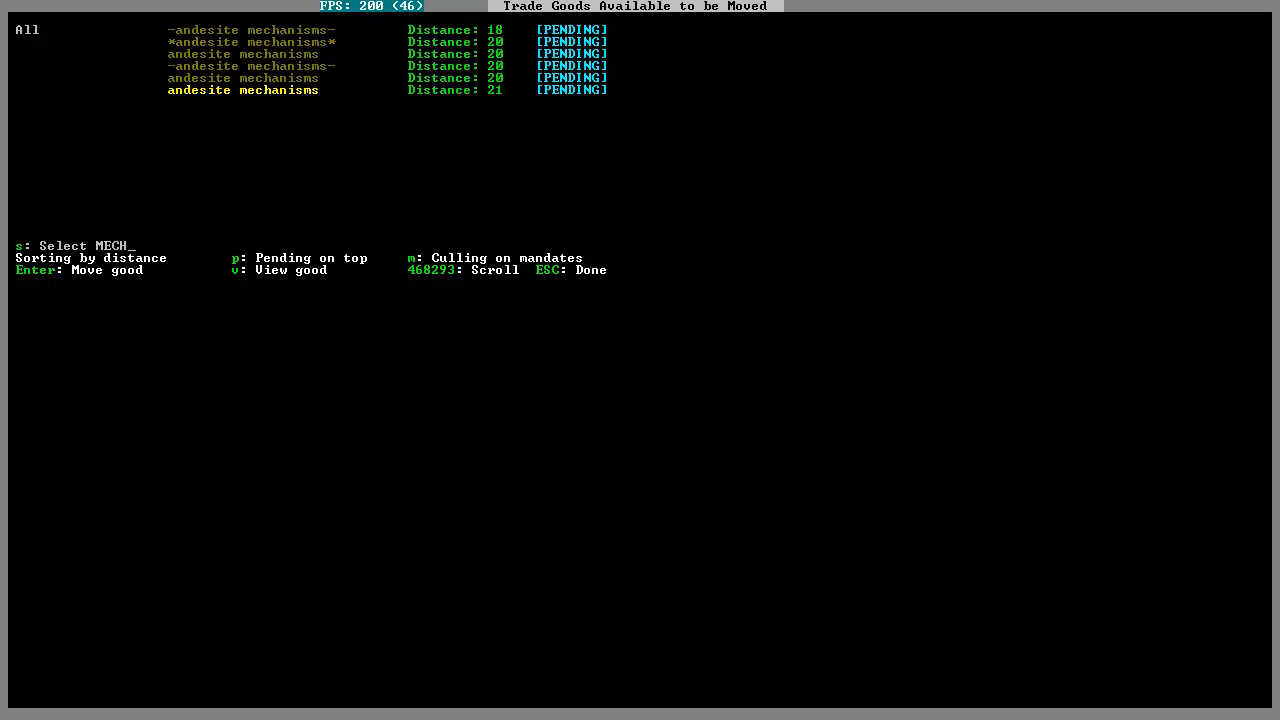 FPS: 200 (46) Trade Goods Available to be Moved
All -andesite mechanisms- Distance: 18 [PENDING]
*andesite mechanisms* Distance: 20 [PENDING]
andesite mechanisms Distance: 20 [PENDING]
-andesite mechanisms- Distance: 20 [PENDING]
andesite mechanisms Distance: 20 [PENDING]
andesite mechanisms Distance: 21 [PENDING]
s: Select MECH_
Sorting by distance p: Pending on top m: Culling on mandates
Enter: Move good v: View good 468293: Scroll ESC: Done